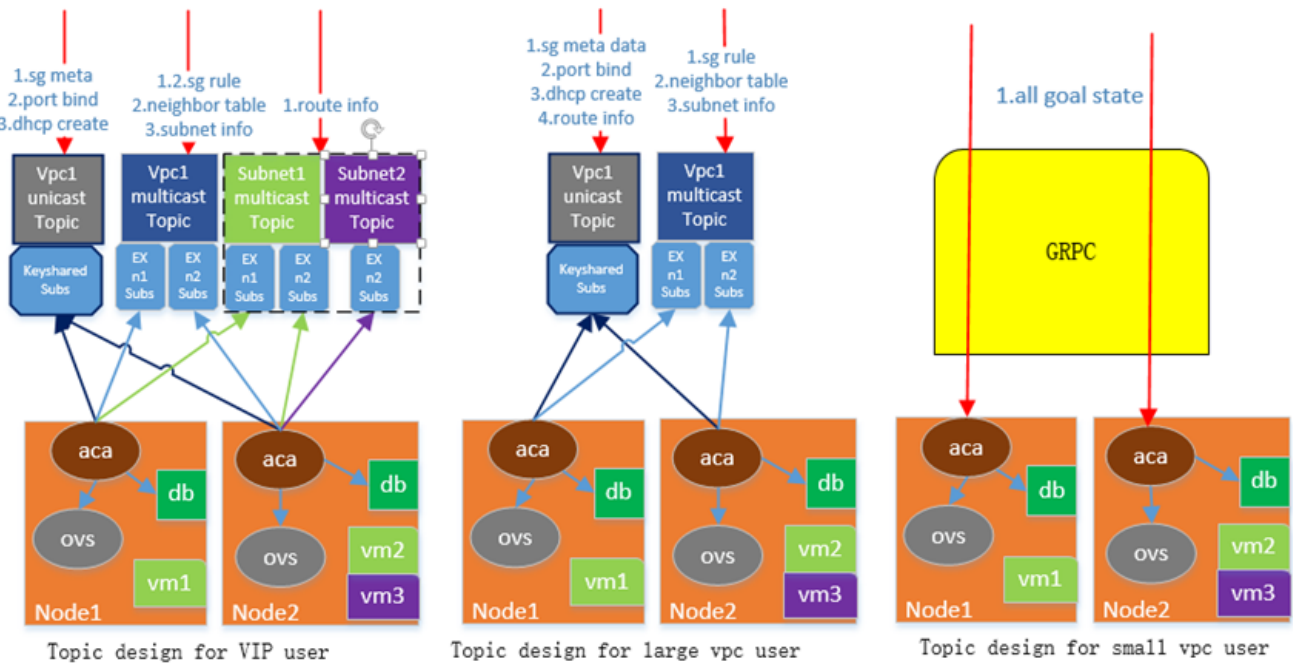 1.sg meta
2.port bind
3.dhcp create
1.2.sg rule
2.neighbor table
3.subnet info
1.route info
Vpc1
unicast
Topic
Vpc1
multicast
Topic
Subnet1
multicast
Topic
Subnet2
multicast
Topic
Keyshared
Subs
EX
n1
Subs
EX
n2
Subs
EX
n1
Subs
EX
n2
Subs
EX
n2
Subs
aca
db
ovs
vm1
Node1
aca
db
ovs
vm2
vm3
Node2
Topic design for VIP user
1.sg meta data
2.port bind
3.dhcp create
4.route info
1.sg rule
2.neighbor table
3.subnet info
Vpc1
unicast
Topic
Vpc1
multicast
Topic
Keyshared
Subs
EX
n1
Subs
EX
n2
Subs
aca
db
ovs
vm1
Node1
aca
db
ovs
vm2
vm3
Node2
Topic design for large vpc user
1.all goal state
GRPC
aca
db
ovs
vm1
Node1
aca
db
ovs
vm2
vm3
Node2
Topic design for small vpc user